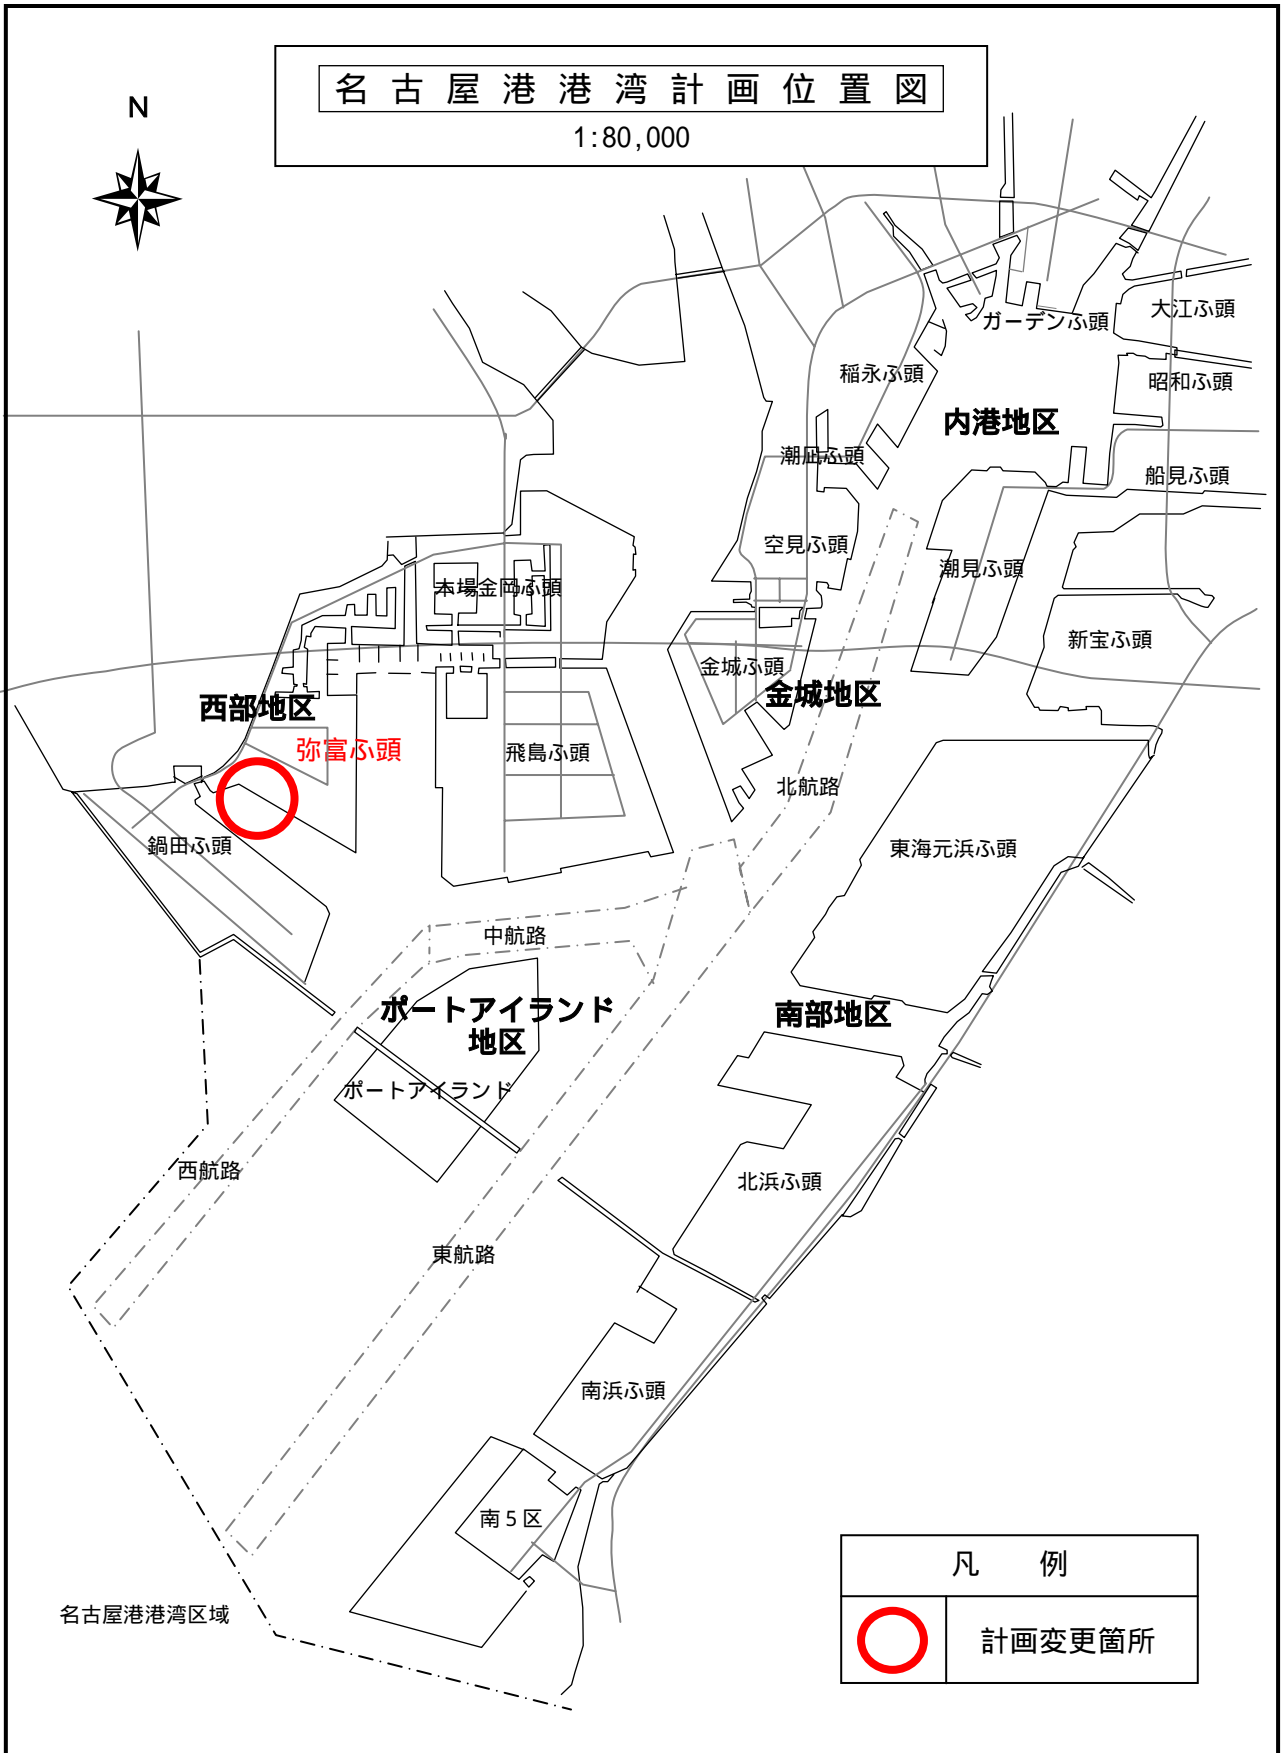 名古屋港港湾計画位置図
1:80,000
N
大江ふ頭
ガーデンふ頭
稲永ふ頭
昭和ふ頭
内港地区
潮凪ふ頭
船見ふ頭
空見ふ頭
潮見ふ頭
木場金岡ふ頭
新宝ふ頭
金城ふ頭
金城地区
西部地区
弥富ふ頭
飛島ふ頭
北航路
鍋田ふ頭
東海元浜ふ頭
中航路
ポートアイランド
地区
南部地区
ポートアイランド
西航路
北浜ふ頭
東航路
南浜ふ頭
南5区
名古屋港港湾区域
凡 例
計画変更箇所